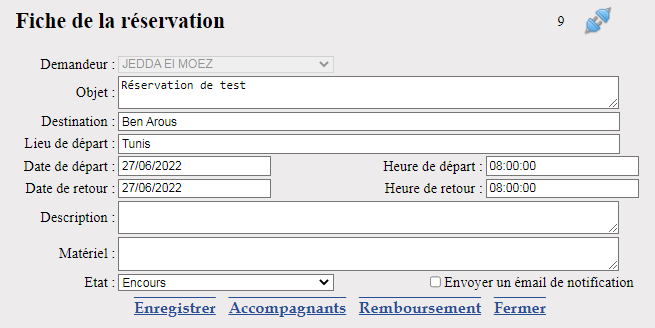 Fiche de la réservation 9
Demandeur : JEDDA El MOEZ
Objet : Réservation de test
Destination : Ben Arous
Lieu de départ : Tunis
Date de départ : 27/06/2022 Heure de départ : 08:00:00
Date de retour : 27/06/2022 Heure de retour : 08:00:00
Description :
Matériel :
Etat : Encours Envoyer un émail de notification
Enregistrer Accompagnants Remboursement Fermer